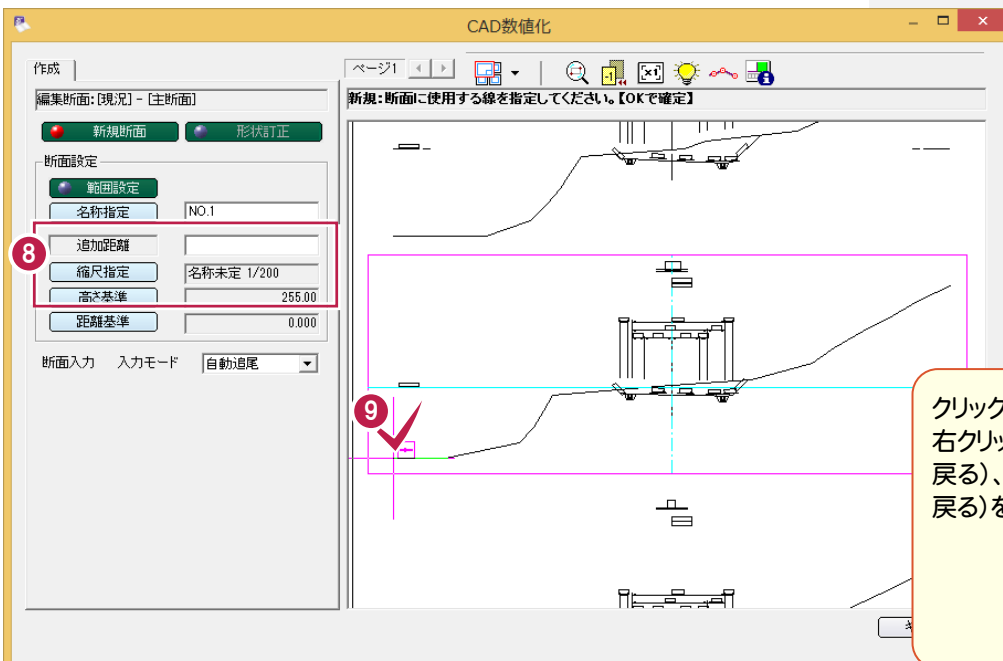 CAD数値化
作成
ページ1
編集断面:[現況] - [主断面]
新規:断面に使用する線を指定してください。【OKで確定】
新規断面
形状訂正
断面設定
範囲設定
名称指定
NO.1
8
追加距離
縮尺指定
名称未定 1/200
高さ基準
255.00
距離基準
0.000
断面入力
入力モード
自動追尾
9
クリック
右クリッ
戻る)、
戻る)を